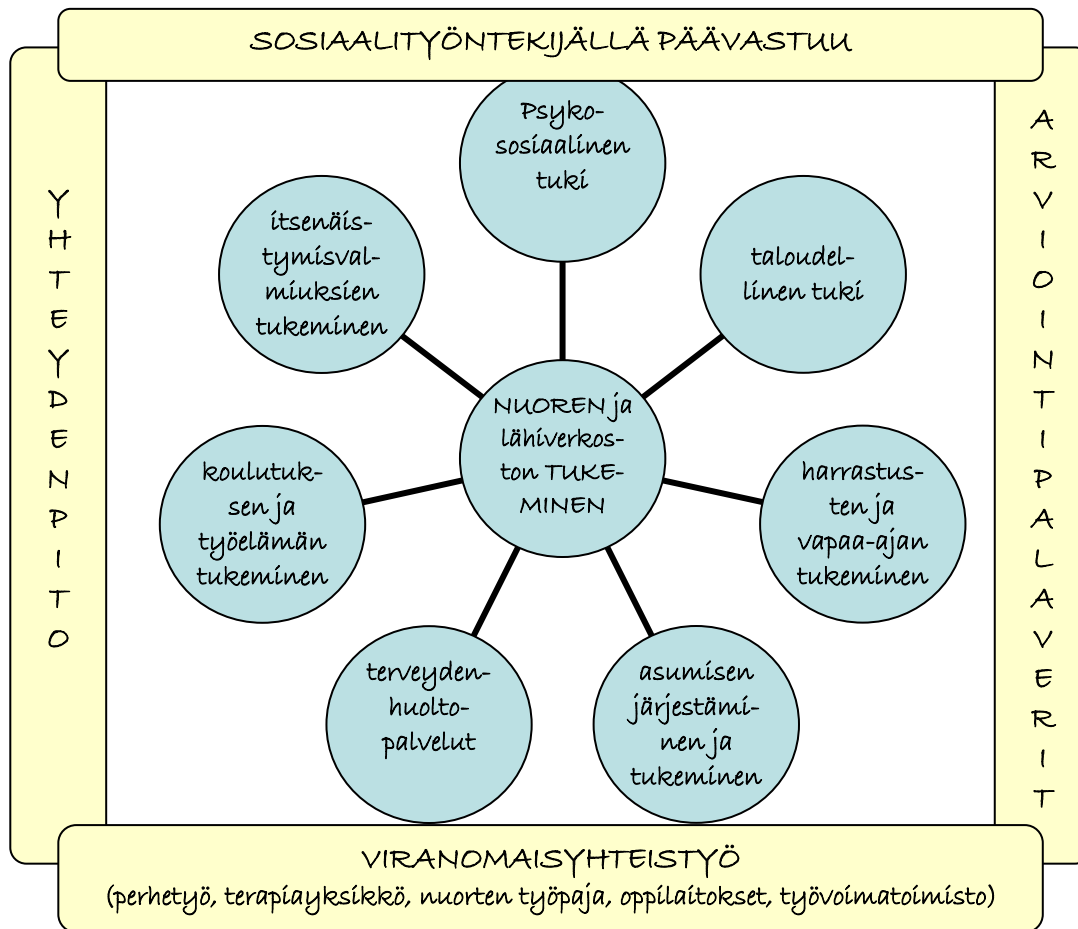 SOSIAALITYÖNTEKIJÄLLÄ PÄÄVASTUU
YHTEYDENPITO
ARVIOINTIPALAVERIT
Psyko-
sosiaalinen
tuki
itsenäis-
tymisval-
miuksien
tukeminen
taloudel-
linen tuki
NUOREN ja
lähiverkos-
ton TUKE-
MINEN
koulutuk-
sen ja
työelämän
tukeminen
harrastus-
ten ja
vapaa-ajan
tukeminen
terveyden-
huolto-
palvelut
asumisen
järjestämi-
nen ja
tukeminen
VIRANOMAISYHTEISTYÖ
(perhetyö, terapiayksikkö, nuorten työpaja, oppilaitokset, työvoimatoimisto)